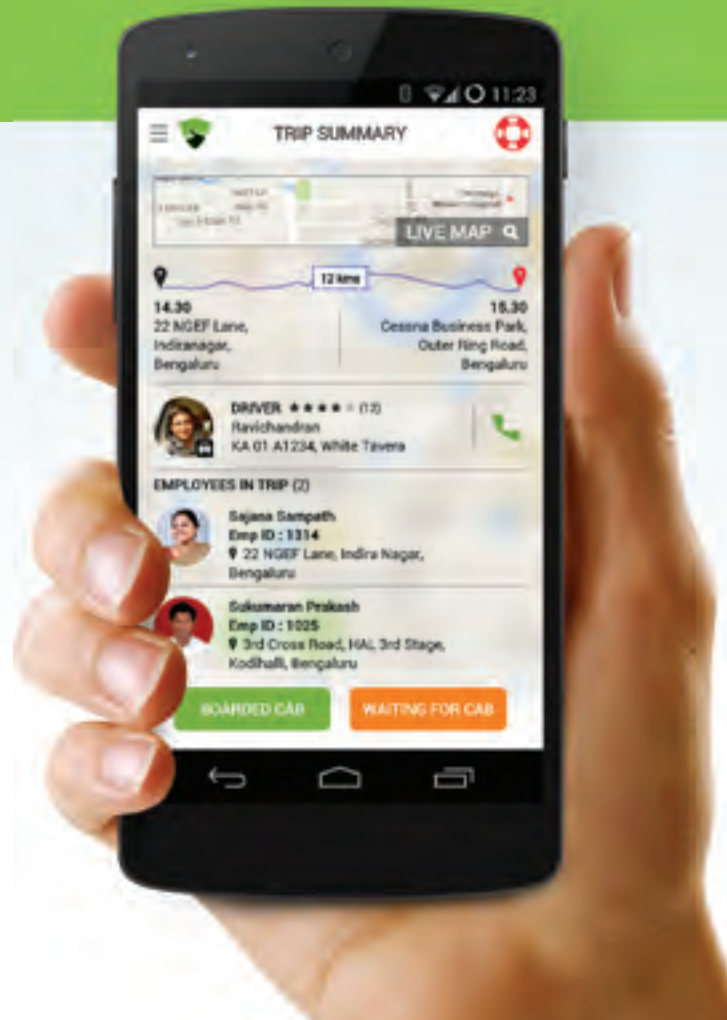 11:23
TRIP SUMMARY
LIVE MAP
12 kms
14.30
22 NGEF Lane,
Indiranagar,
Bengaluru
15.30
Cessna Business Park,
Outer Ring Road,
Bengaluru
DRIVER ★★★★★ (12)
Ravichandran
KA 01 A1234, White Tavera
EMPLOYEES IN TRIP (2)
Sajana Sampath
Emp ID : 1314
22 NGEF Lane, Indira Nagar,
Bengaluru
Sukumaran Prakash
Emp ID : 1025
3rd Cross Road, HAL 3rd Stage,
Kodihalli, Bengaluru
BOARDED CAB
WAITING FOR CAB